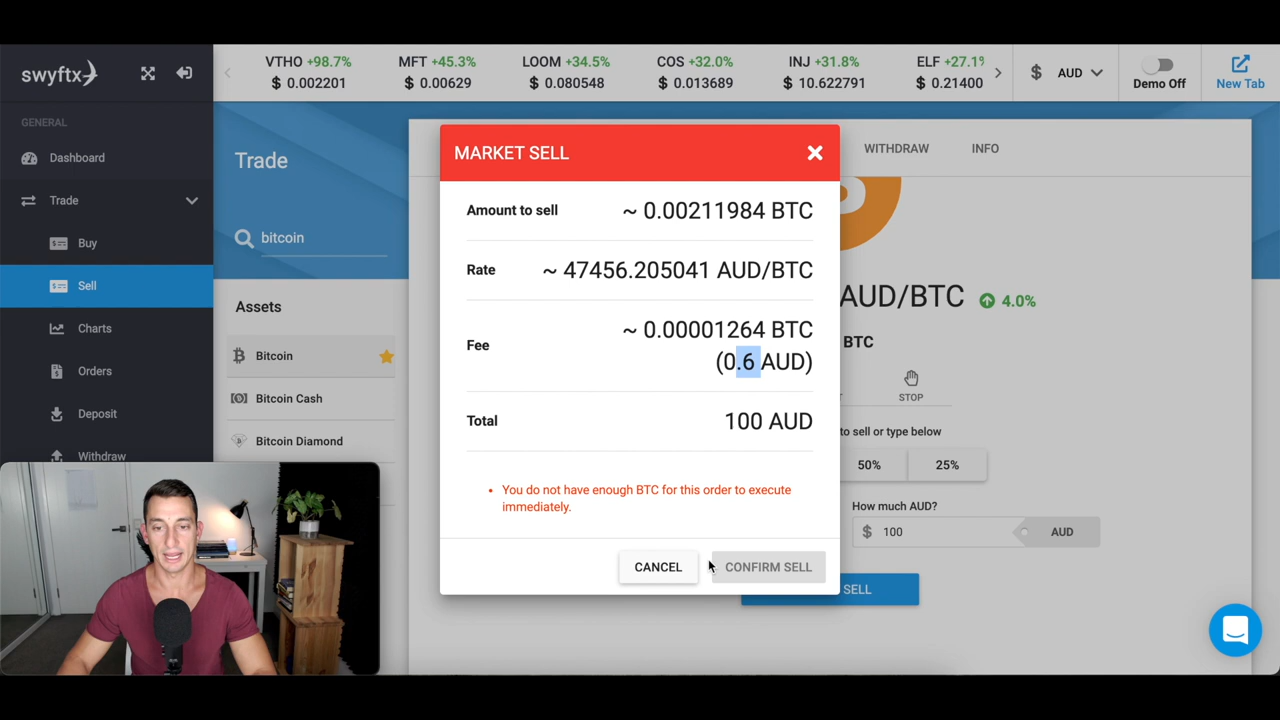 swyftx
VTHO +98.7%
$ 0.002201
MFT +45.3%
$ 0.00629
LOOM +34.5%
$ 0.080548
COS +32.0%
$ 0.013689
INJ +31.8%
$ 10.622791
ELF +27.1%
$ 0.21400
$ AUD
Demo Off
New Tab
GENERAL
Dashboard
Trade
Buy
Sell
Charts
Orders
Deposit
Withdraw
Trade
bitcoin
Assets
Bitcoin
Bitcoin Cash
Bitcoin Diamond
WITHDRAW
INFO
MARKET SELL
Amount to sell ~ 0.00211984 BTC
Rate ~ 47456.205041 AUD/BTC
Fee ~ 0.00001264 BTC
(0.6 AUD)
Total 100 AUD
• You do not have enough BTC for this order to execute
immediately.
CANCEL
CONFIRM SELL
AUD/BTC 4.0%
BTC
STOP
to sell or type below
50%
25%
How much AUD?
$ 100 AUD
SELL